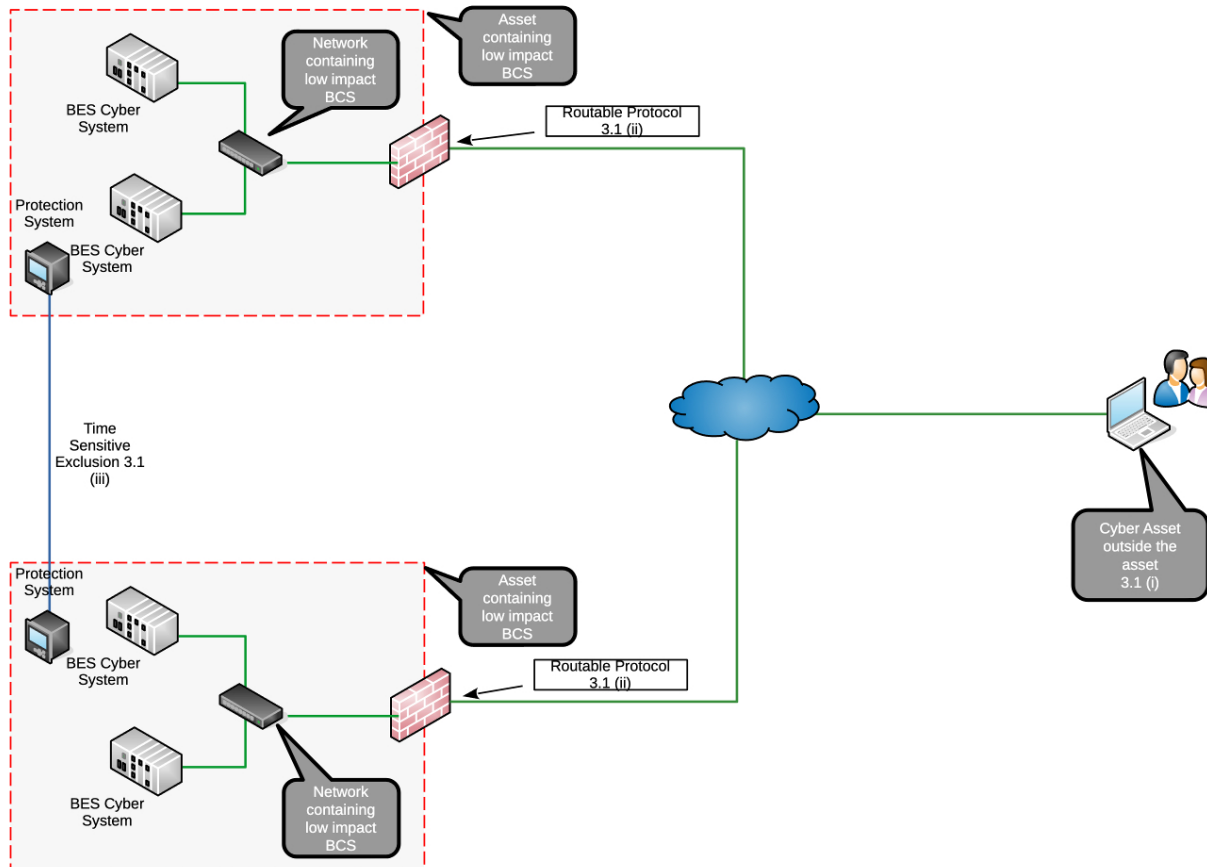 Asset
containing
low impact
BCS
Network
containing
low impact
BCS
BES Cyber
System
Routable Protocol
3.1 (ii)
Protection
System
BES Cyber
System
Time
Sensitive
Exclusion 3.1
(iii)
Cyber Asset
outside the
asset
3.1 (i)
Protection
System
Asset
containing
low impact
BCS
BES Cyber
System
Routable Protocol
3.1 (ii)
BES Cyber
System
Network
containing
low impact
BCS